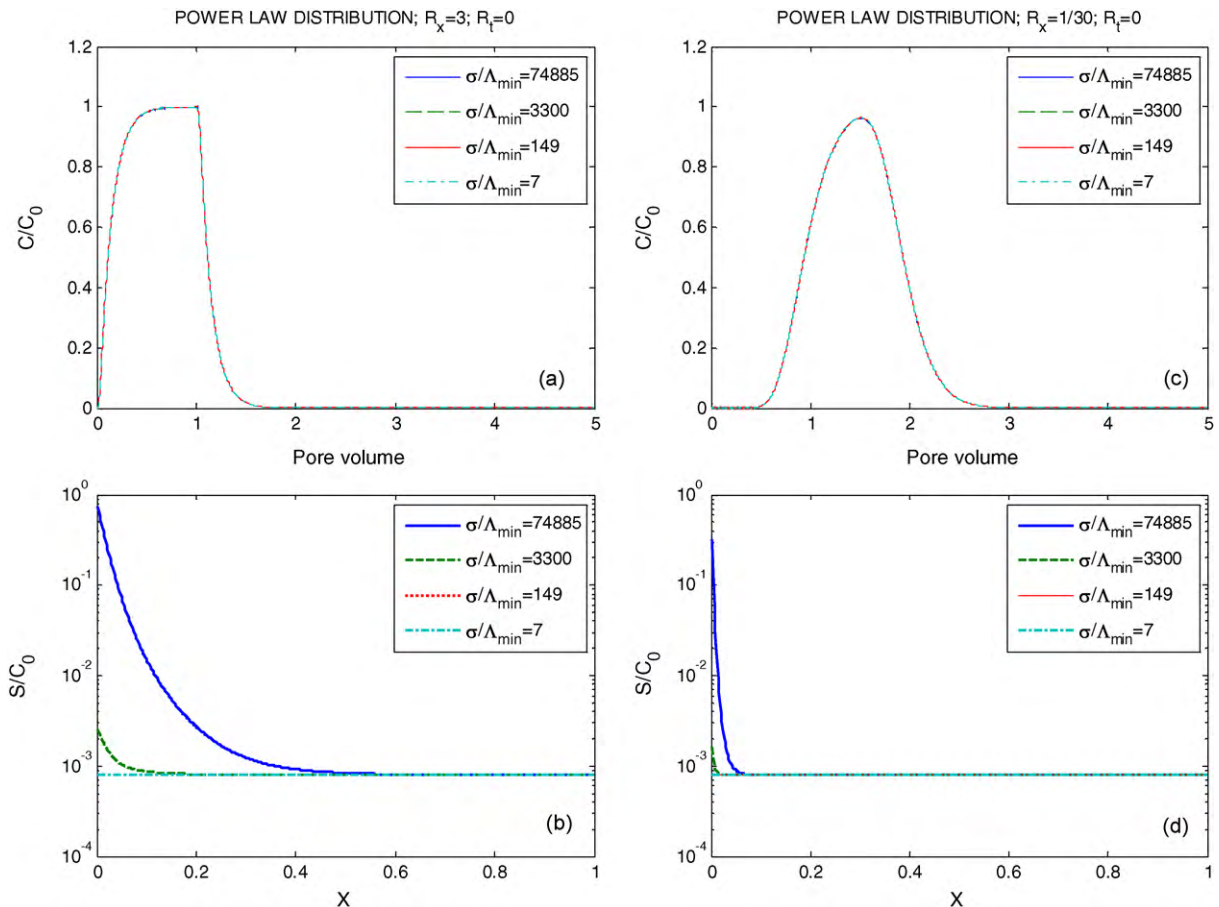 POWER LAW DISTRIBUTION; R_x=3; R_t=0
1.2
1
0.8
0.6
0.4
0.2
0
C/C_0
σ/Λ_min=74885
σ/Λ_min=3300
σ/Λ_min=149
σ/Λ_min=7
(a)
0 1 2 3 4 5
Pore volume
POWER LAW DISTRIBUTION; R_x=1/30; R_t=0
1.2
1
0.8
0.6
0.4
0.2
0
C/C_0
σ/Λ_min=74885
σ/Λ_min=3300
σ/Λ_min=149
σ/Λ_min=7
(c)
0 1 2 3 4 5
Pore volume
10^0
10^-1
10^-2
10^-3
10^-4
S/C_0
σ/Λ_min=74885
σ/Λ_min=3300
σ/Λ_min=149
σ/Λ_min=7
(b)
0 0.2 0.4 0.6 0.8 1
X
10^0
10^-1
10^-2
10^-3
10^-4
S/C_0
σ/Λ_min=74885
σ/Λ_min=3300
σ/Λ_min=149
σ/Λ_min=7
(d)
0 0.2 0.4 0.6 0.8 1
X